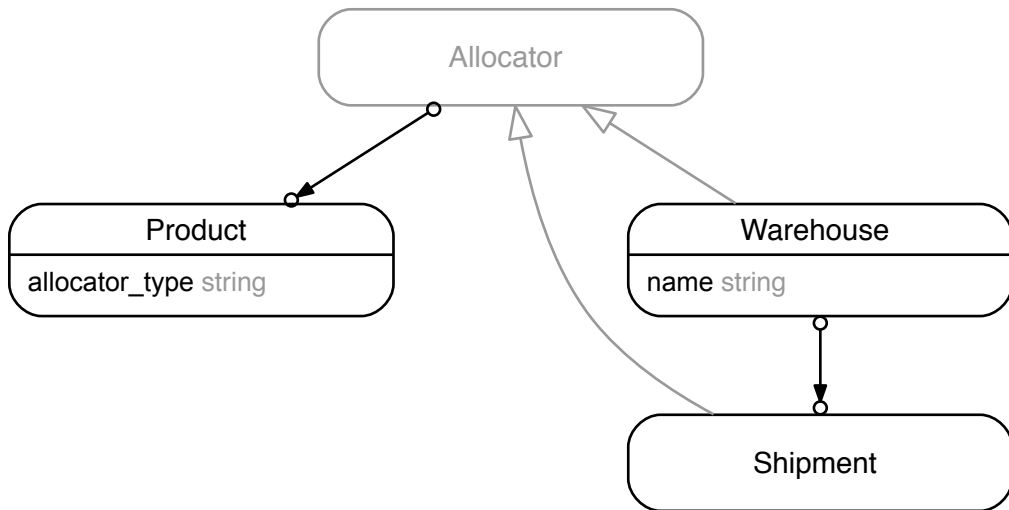 Allocator
Product
allocator_type string
Warehouse
name string
Shipment